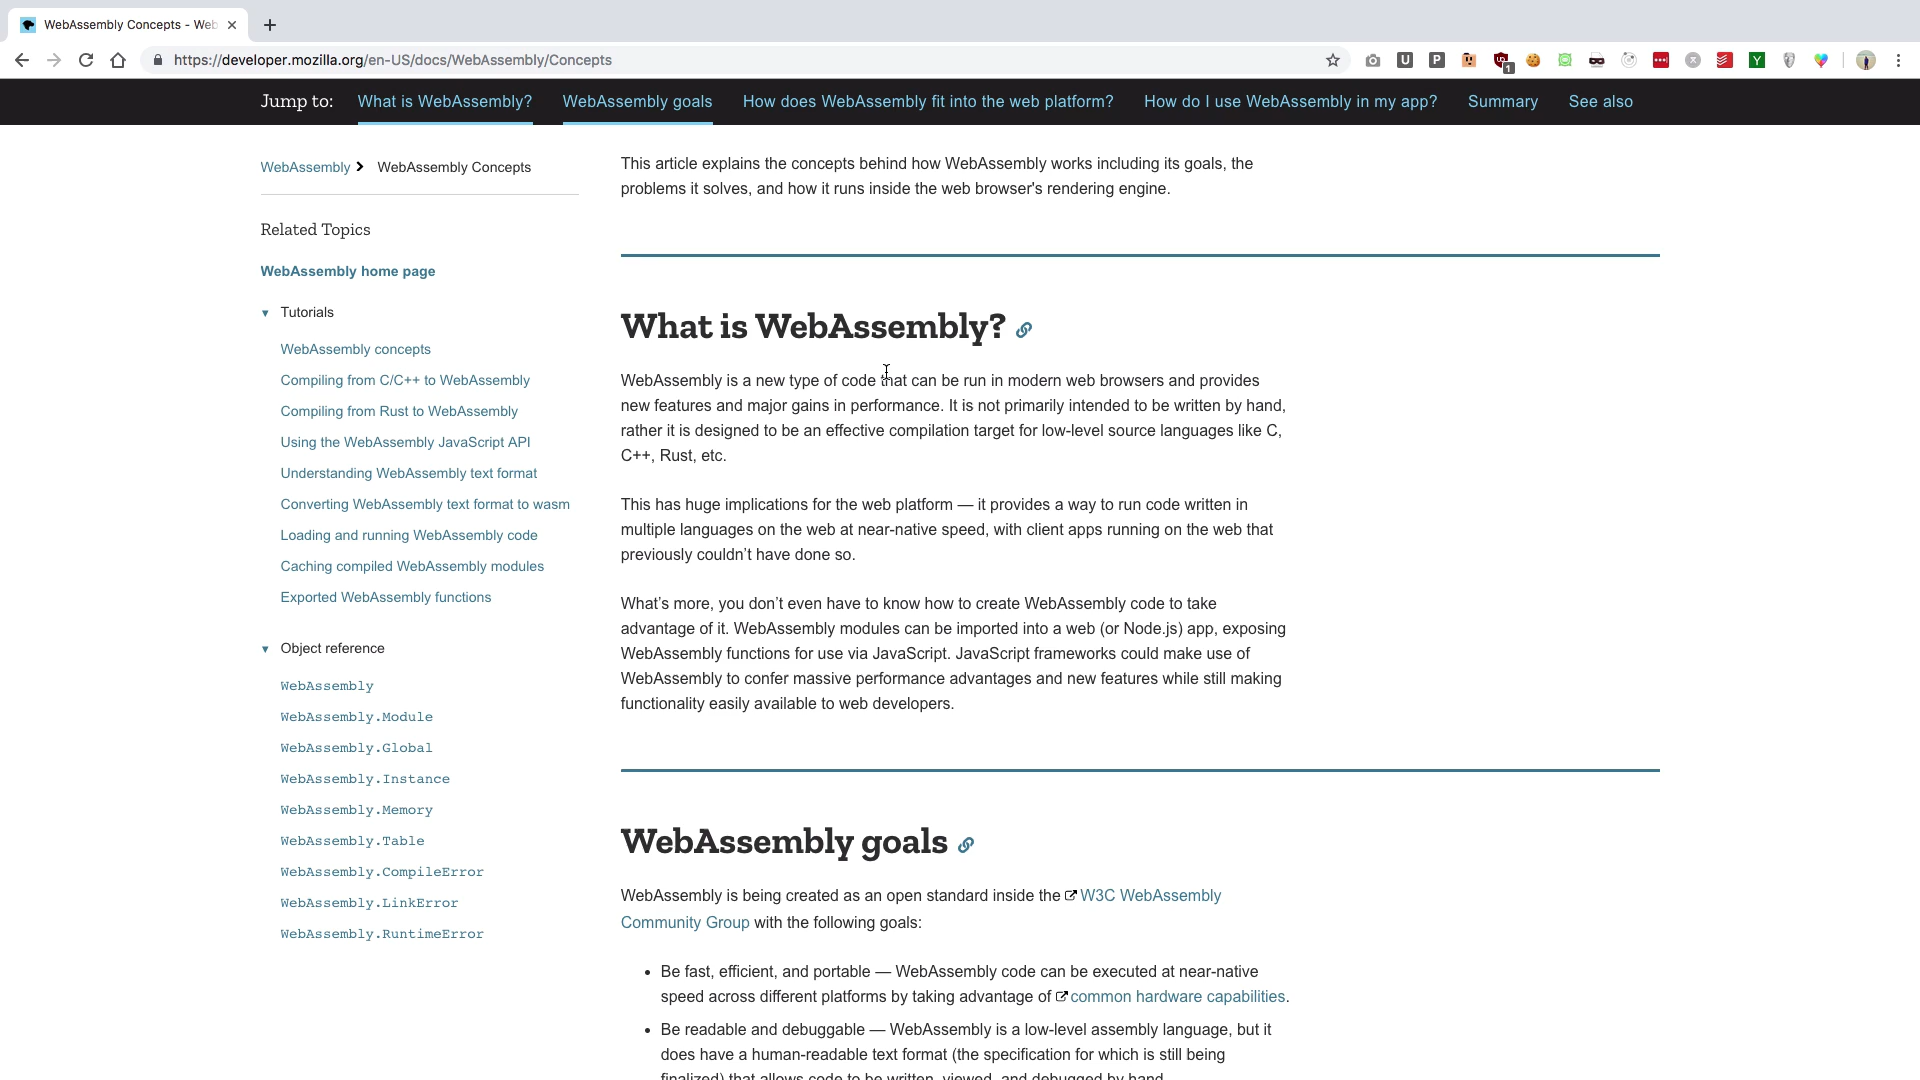 WebAssembly Concepts - Web
https://developer.mozilla.org/en-US/docs/WebAssembly/Concepts
U
P
1
Y
Jump to: What is WebAssembly? WebAssembly goals How does WebAssembly fit into the web platform? How do I use WebAssembly in my app? Summary See also
WebAssembly WebAssembly Concepts
Related Topics
WebAssembly home page
Tutorials
WebAssembly concepts
Compiling from C/C++ to WebAssembly
Compiling from Rust to WebAssembly
Using the WebAssembly JavaScript API
Understanding WebAssembly text format
Converting WebAssembly text format to wasm
Loading and running WebAssembly code
Caching compiled WebAssembly modules
Exported WebAssembly functions
Object reference
WebAssembly
WebAssembly.Module
WebAssembly.Global
WebAssembly.Instance
WebAssembly.Memory
WebAssembly.Table
WebAssembly.CompileError
WebAssembly.LinkError
WebAssembly.RuntimeError
This article explains the concepts behind how WebAssembly works including its goals, the
problems it solves, and how it runs inside the web browser's rendering engine.
What is WebAssembly?
WebAssembly is a new type of code that can be run in modern web browsers and provides
new features and major gains in performance. It is not primarily intended to be written by hand,
rather it is designed to be an effective compilation target for low-level source languages like C,
C++, Rust, etc.
This has huge implications for the web platform — it provides a way to run code written in
multiple languages on the web at near-native speed, with client apps running on the web that
previously couldn’t have done so.
What’s more, you don’t even have to know how to create WebAssembly code to take
advantage of it. WebAssembly modules can be imported into a web (or Node.js) app, exposing
WebAssembly functions for use via JavaScript. JavaScript frameworks could make use of
WebAssembly to confer massive performance advantages and new features while still making
functionality easily available to web developers.
WebAssembly goals
WebAssembly is being created as an open standard inside the W3C WebAssembly
Community Group with the following goals:
• Be fast, efficient, and portable — WebAssembly code can be executed at near-native
speed across different platforms by taking advantage of common hardware capabilities.
• Be readable and debuggable — WebAssembly is a low-level assembly language, but it
does have a human-readable text format (the specification for which is still being
finalized) that allows code to be written, viewed, and debugged by hand.